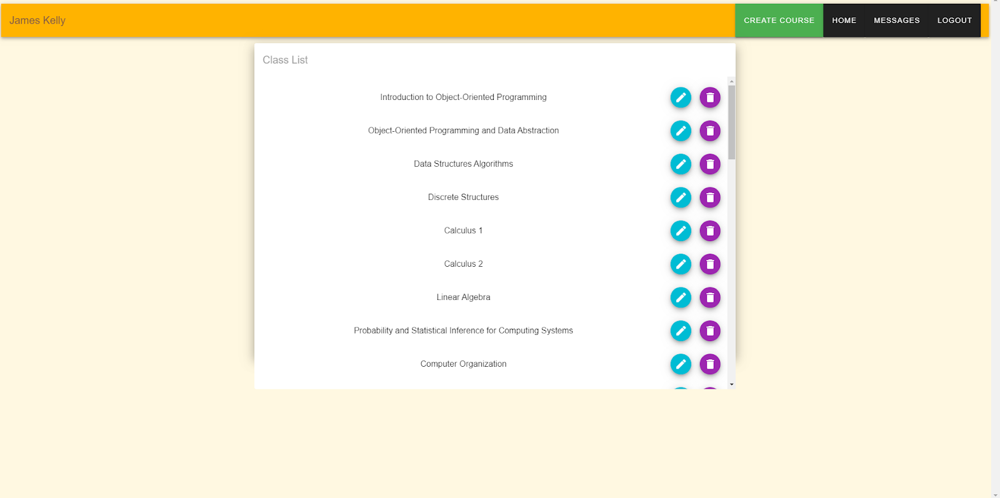 James Kelly
CREATE COURSE
HOME
MESSAGES
LOGOUT
Class List
Introduction to Object-Oriented Programming
Object-Oriented Programming and Data Abstraction
Data Structures Algorithms
Discrete Structures
Calculus 1
Calculus 2
Linear Algebra
Probability and Statistical Inference for Computing Systems
Computer Organization